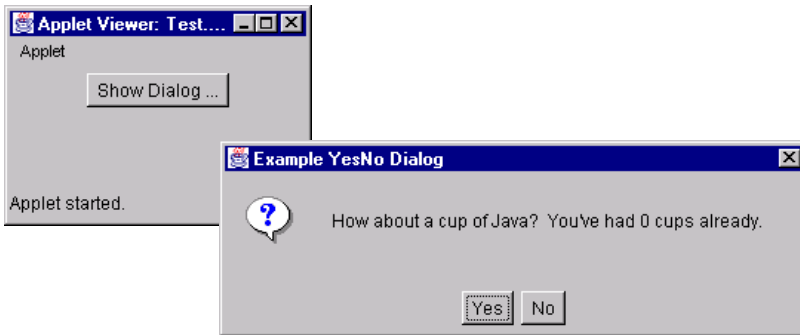 Applet Viewer: Test....
Applet
Show Dialog ...
Applet started.
Example YesNo Dialog
?
How about a cup of Java?  You've had 0 cups already.
Yes
No